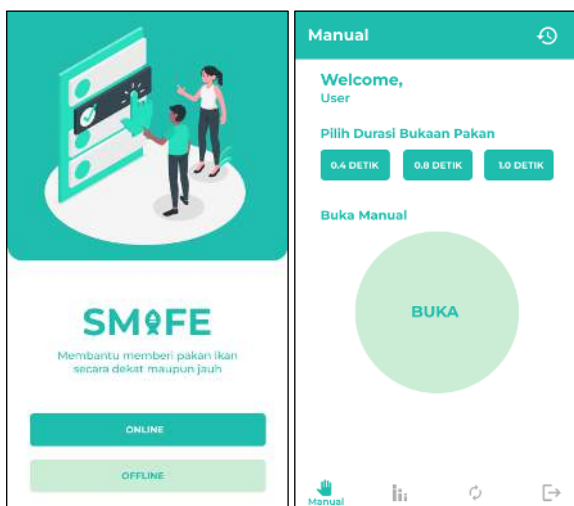 SMIFE
Membantu memberi pakan ikan
secara dekat maupun jauh
ONLINE
OFFLINE
Manual
Welcome,
User
Pilih Durasi Bukaan Pakan
0.4 DETIK 0.8 DETIK 1.0 DETIK
Buka Manual
BUKA
Manual